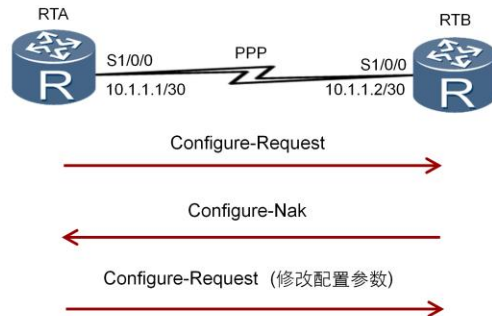 RTA
RTB
S1/0/0
PPP
S1/0/0
10.1.1.1/30
10.1.1.2/30
R
R
Configure-Request
Configure-Nak
Configure-Request (修改配置参数)